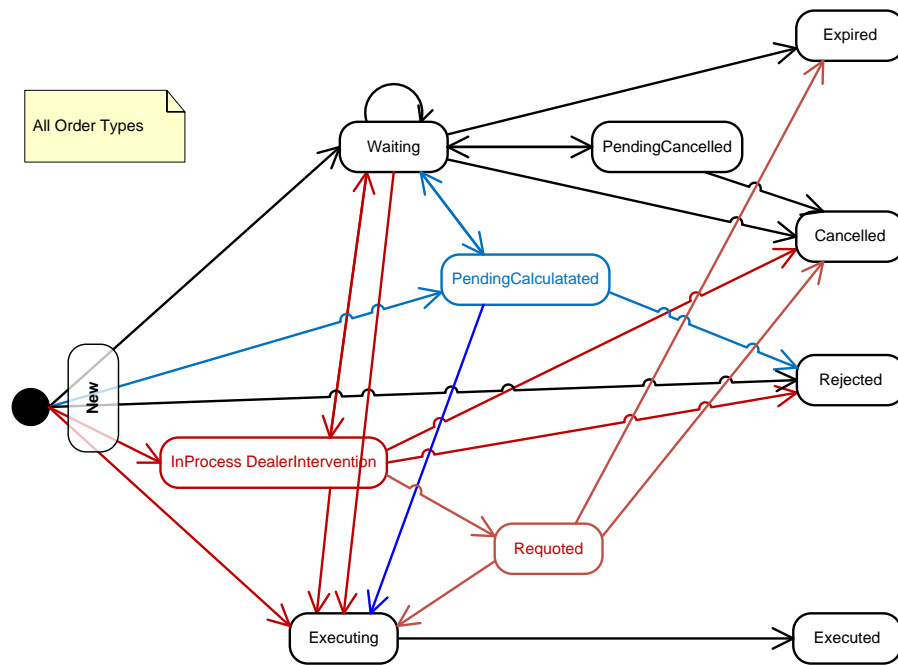 Expired
All Order Types
Waiting
PendingCancelled
Cancelled
PendingCalculatated
New
Rejected
InProcess DealerIntervention
Requoted
Executing
Executed